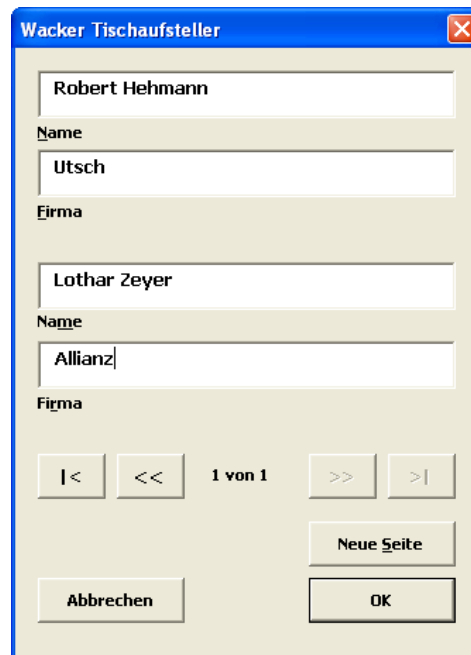 Wacker Tischaufsteller
Robert Hehmann
Name
Utsch
Firma
Lothar Zeyer
Name
Allianz
Firma
|< << 1 von 1 >> >|
Neue Seite
Abbrechen OK